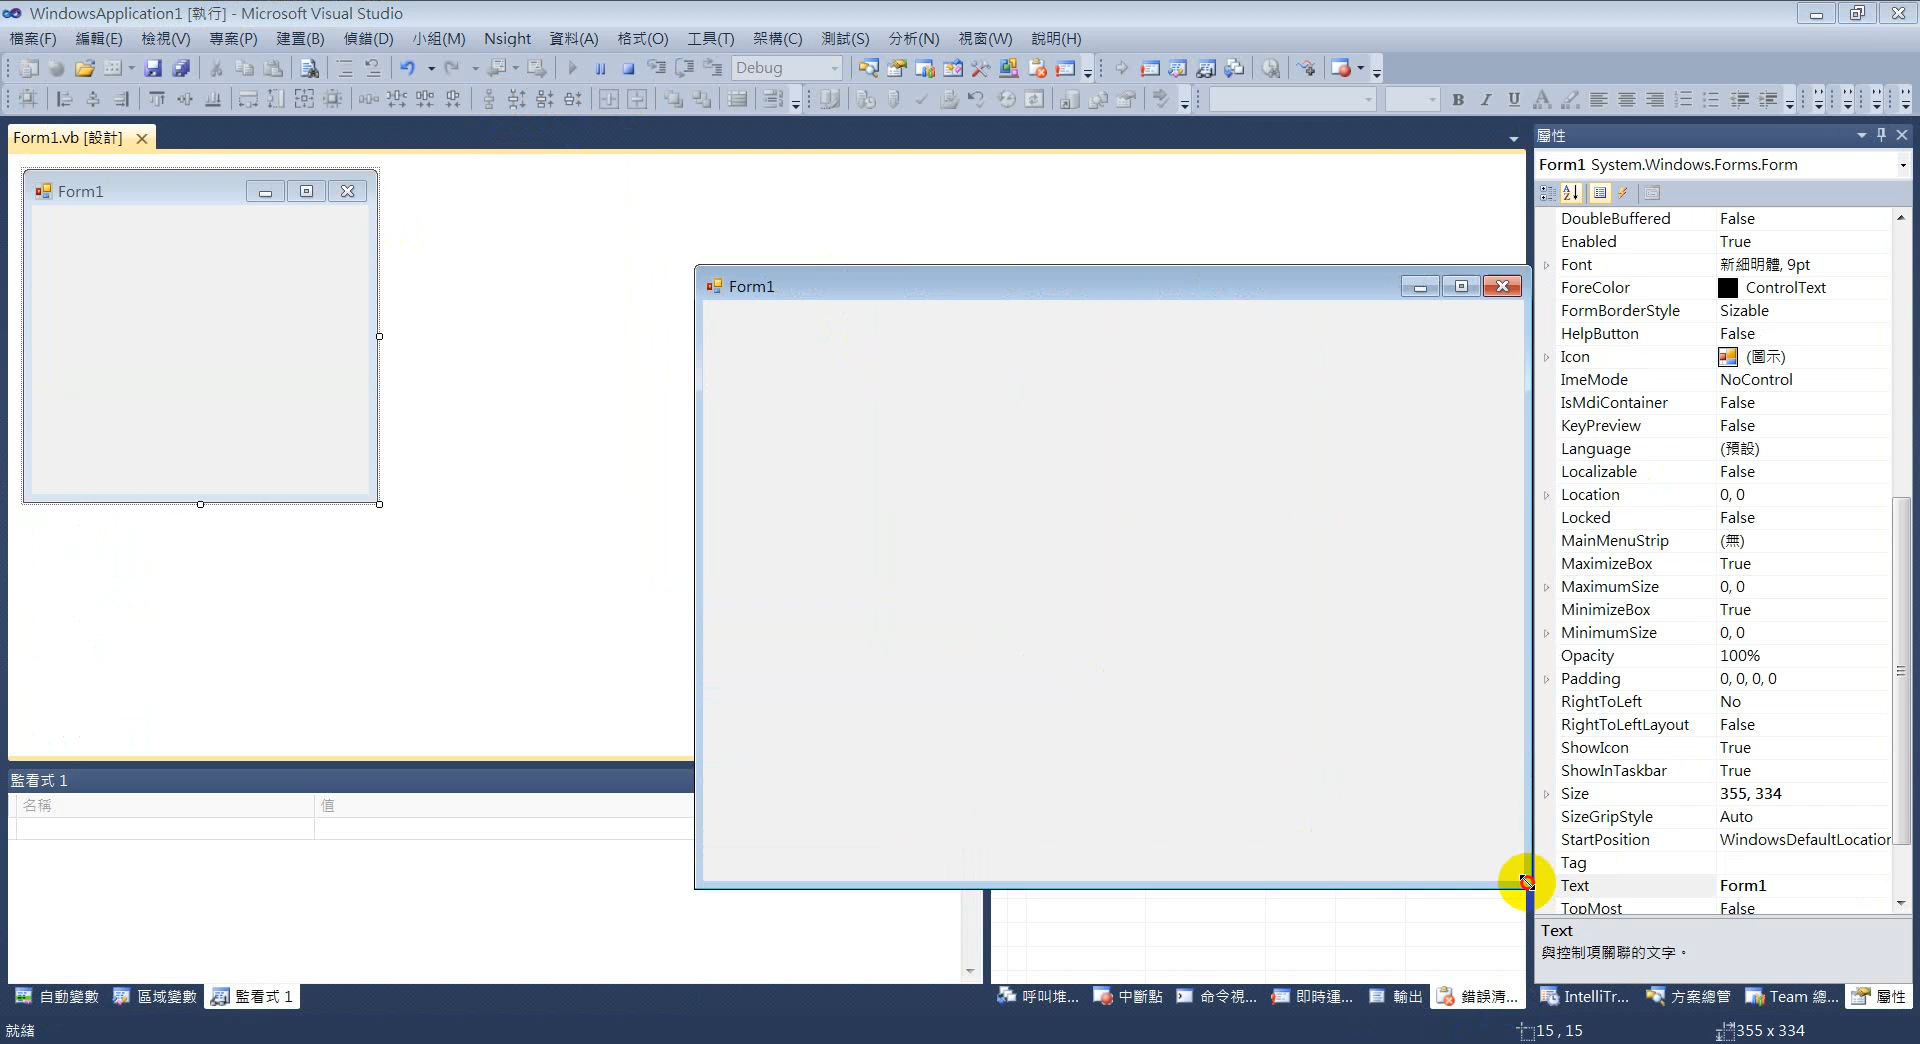 WindowsApplication1 [執行] - Microsoft Visual Studio
檔案(F) 編輯(E) 檢視(V) 專案(P) 建置(B) 偵錯(D) 小組(M) Nsight 資料(A) 格式(O) 工具(T) 架構(C) 測試(S) 分析(N) 視窗(W) 說明(H)
Debug
B I U A
Form1.vb [設計]
Form1
Form1
屬性
Form1 System.Windows.Forms.Form
DoubleBuffered False
Enabled True
Font 新細明體, 9pt
ForeColor ControlText
FormBorderStyle Sizable
HelpButton False
Icon (圖示)
ImeMode NoControl
IsMdiContainer False
KeyPreview False
Language (預設)
Localizable False
Location 0, 0
Locked False
MainMenuStrip (無)
MaximizeBox True
MaximumSize 0, 0
MinimizeBox True
MinimumSize 0, 0
Opacity 100%
Padding 0, 0, 0, 0
RightToLeft No
RightToLeftLayout False
ShowIcon True
ShowInTaskbar True
Size 355, 334
SizeGripStyle Auto
StartPosition WindowsDefaultLocation
Tag
Text Form1
TopMost False
Text
與控制項關聯的文字。
監看式 1
名稱 值
自動變數 區域變數 監看式 1
呼叫堆... 中斷點 命令視... 即時運... 輸出 錯誤清...
IntelliTr... 方案總管 Team 總... 屬性
就緒 15 , 15 355 x 334